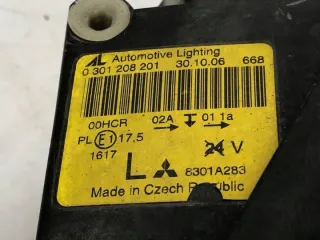 AL Automotive Lighting
0 301 208 201 30.10.06 668
00HCR 02A 01 1a
PL E1 17.5
1617 24 V
L 8301A283
Made in Czech Republic